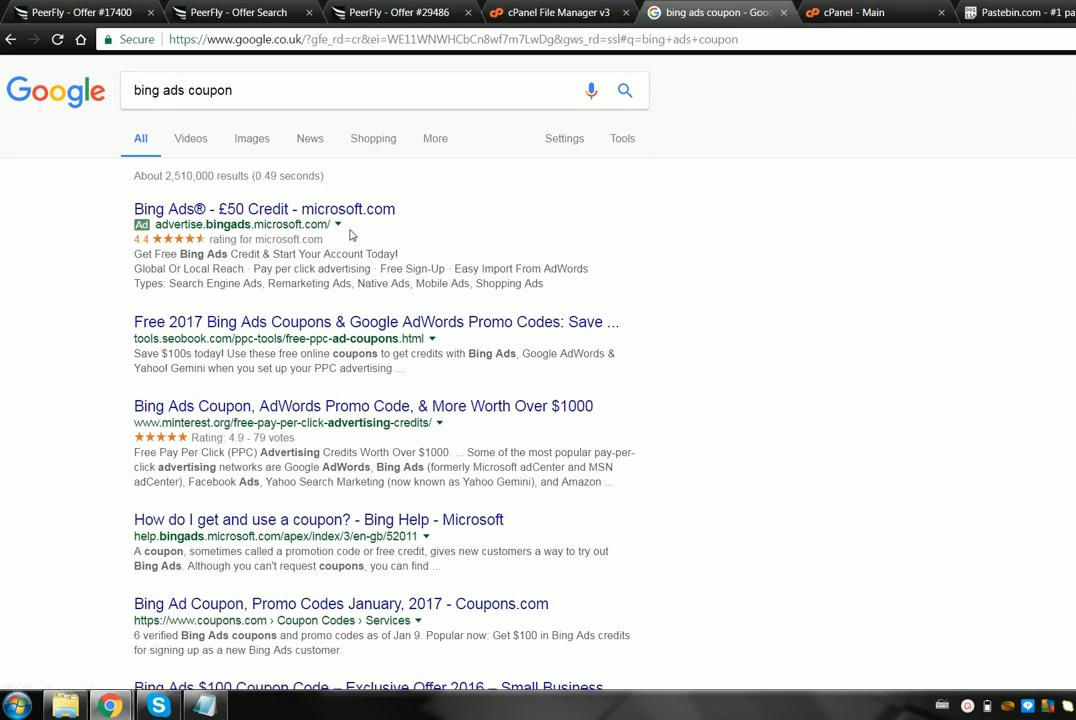 PeerFly - Offer #17400
PeerFly - Offer Search
PeerFly - Offer #29486
cPanel File Manager v3
bing ads coupon - Goo
cPanel - Main
Pastebin.com - #1 pa
Secure
https://www.google.co.uk/?gfe_rd=cr&ei=WE11WNWHCbCn8wf7m7LwDg&gws_rd=ssl#q=bing+ads+coupon
Google
bing ads coupon
All Videos Images News Shopping More Settings Tools
About 2,510,000 results (0.49 seconds)
Bing Ads® - £50 Credit - microsoft.com
Ad advertise.bingads.microsoft.com/
4.4 ★★★★★ rating for microsoft.com
Get Free Bing Ads Credit & Start Your Account Today!
Global Or Local Reach · Pay per click advertising · Free Sign-Up · Easy Import From AdWords
Types: Search Engine Ads, Remarketing Ads, Native Ads, Mobile Ads, Shopping Ads
Free 2017 Bing Ads Coupons & Google AdWords Promo Codes: Save ...
tools.seobook.com/ppc-tools/free-ppc-ad-coupons.html
Save $100s today! Use these free online coupons to get credits with Bing Ads, Google AdWords &
Yahoo! Gemini when you set up your PPC advertising ...
Bing Ads Coupon, AdWords Promo Code, & More Worth Over $1000
www.minterest.org/free-pay-per-click-advertising-credits/
★★★★★ Rating: 4.9 - 79 votes
Free Pay Per Click (PPC) Advertising Credits Worth Over $1000. ... Some of the most popular pay-per-
click advertising networks are Google AdWords, Bing Ads (formerly Microsoft adCenter and MSN
adCenter), Facebook Ads, Yahoo Search Marketing (now known as Yahoo Gemini), and Amazon ...
How do I get and use a coupon? - Bing Help - Microsoft
help.bingads.microsoft.com/apex/index/3/en-gb/52011
A coupon, sometimes called a promotion code or free credit, gives new customers a way to try out
Bing Ads. Although you can't request coupons, you can find ...
Bing Ad Coupon, Promo Codes January, 2017 - Coupons.com
https://www.coupons.com › Coupon Codes › Services
6 verified Bing Ads coupons and promo codes as of Jan 9. Popular now: Get $100 in Bing Ads credits
for signing up as a new Bing Ads customer.
Bing Ads $100 Coupon Code – Exclusive Offer 2016 – Small Business